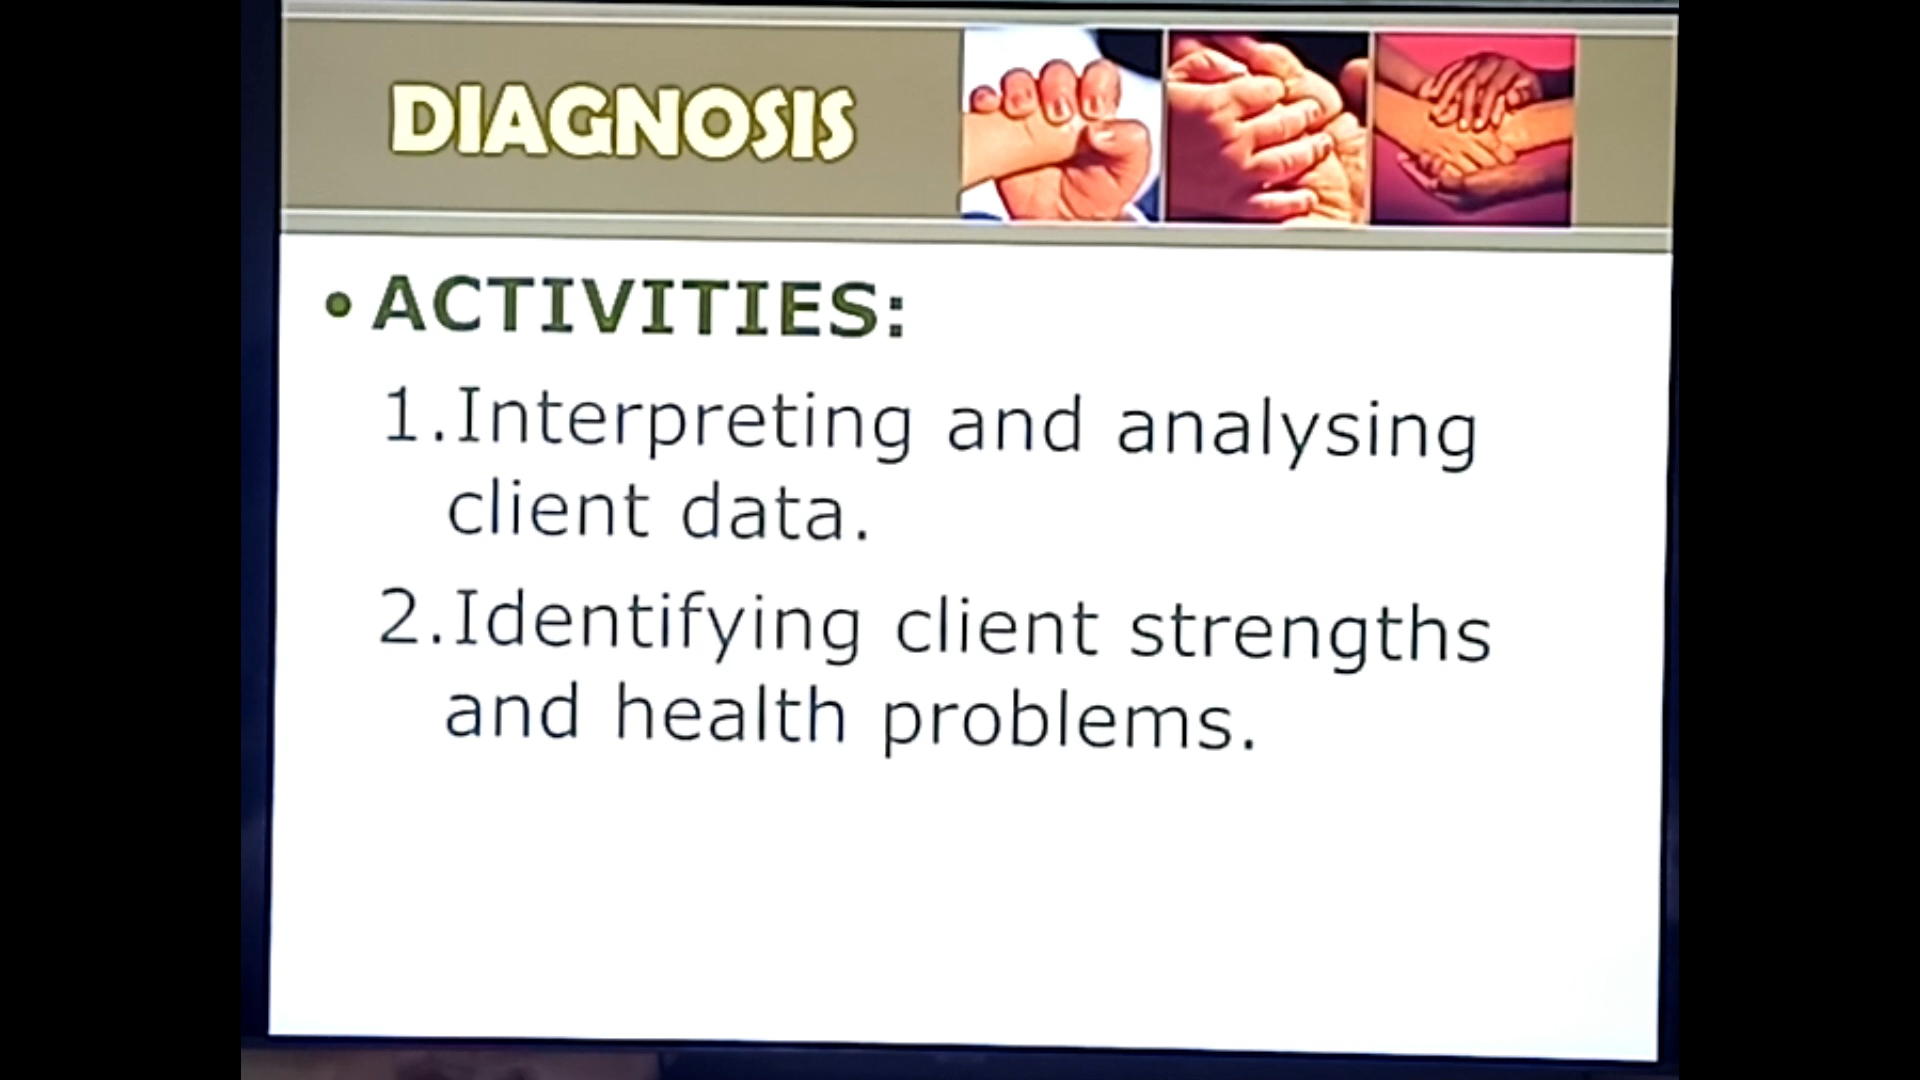 DIAGNOSIS
• ACTIVITIES:
1.Interpreting and analysing
client data.
2.Identifying client strengths
and health problems.